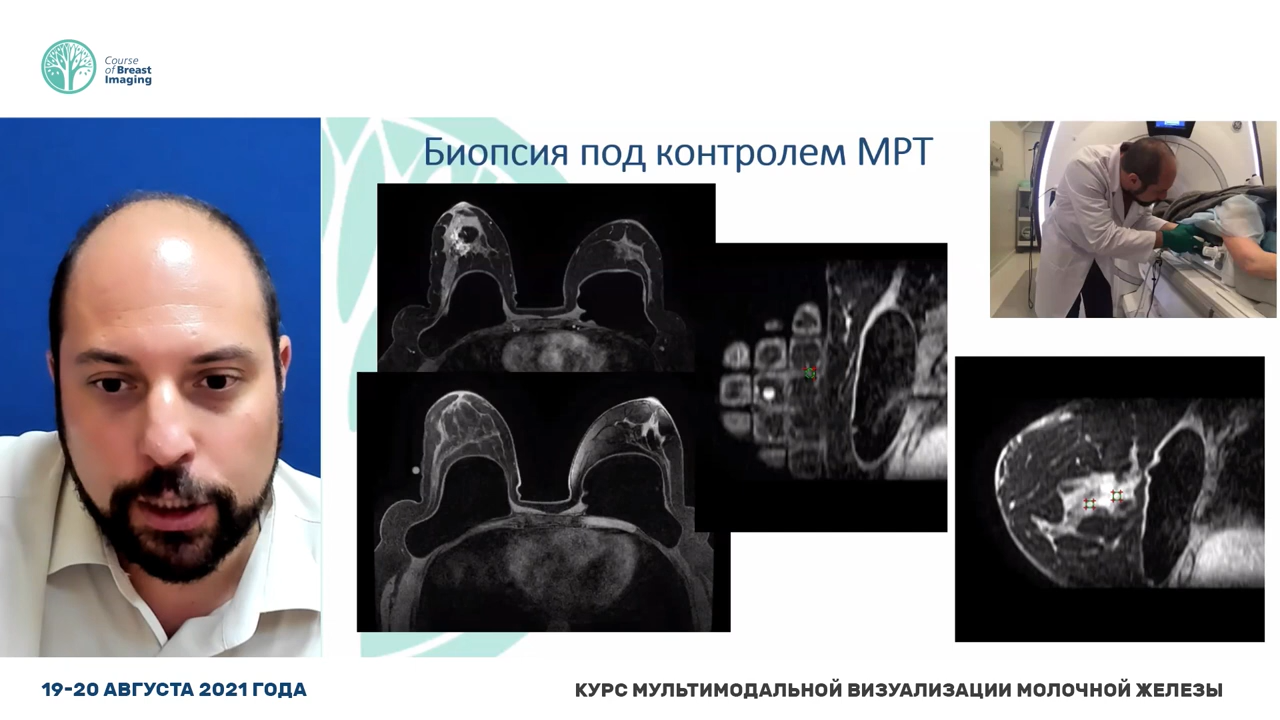 Course
of Breast
Imaging
Биопсия под контролем МРТ
19-20 АВГУСТА 2021 ГОДА
КУРС МУЛЬТИМОДАЛЬНОЙ ВИЗУАЛИЗАЦИИ МОЛОЧНОЙ ЖЕЛЕЗЫ